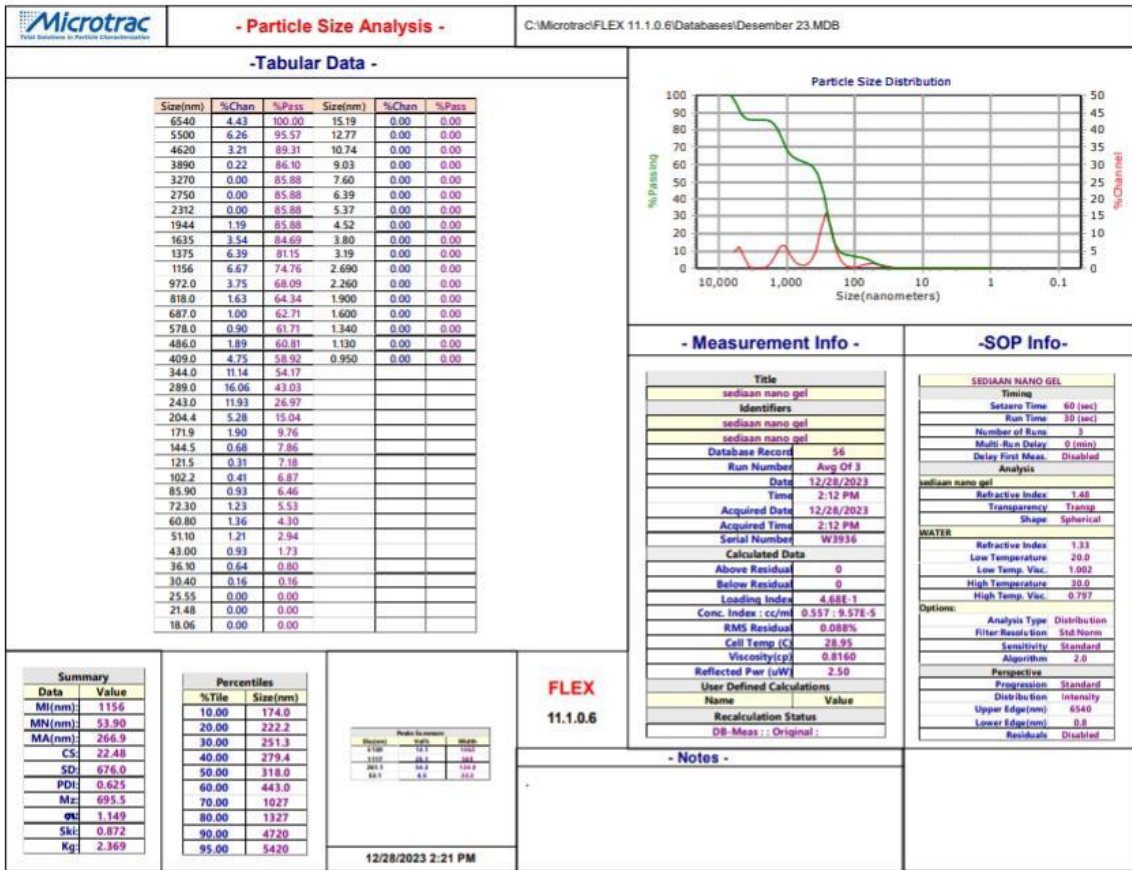 Microtrac
Total Solutions in Particle Characterization
- Particle Size Analysis -
C:\Microtrac\FLEX 11.1.0.6\Databases\Desember 23.MDB
-Tabular Data -
Size(nm) %Chan %Pass Size(nm) %Chan %Pass
6540 4.43 100.00 15.19 0.00 0.00
5500 6.26 95.57 12.77 0.00 0.00
4620 3.21 89.31 10.74 0.00 0.00
3890 0.22 86.10 9.03 0.00 0.00
3270 0.00 85.88 7.60 0.00 0.00
2750 0.00 85.88 6.39 0.00 0.00
2312 0.00 85.88 5.37 0.00 0.00
1944 1.19 85.88 4.52 0.00 0.00
1635 3.54 84.69 3.80 0.00 0.00
1375 6.39 81.15 3.19 0.00 0.00
1156 6.67 74.76 2.690 0.00 0.00
972.0 3.75 68.09 2.260 0.00 0.00
818.0 1.63 64.34 1.900 0.00 0.00
687.0 1.00 62.71 1.600 0.00 0.00
578.0 0.90 61.71 1.340 0.00 0.00
486.0 1.89 60.81 1.130 0.00 0.00
409.0 4.75 58.92 0.950 0.00 0.00
344.0 11.14 54.17
289.0 16.06 43.03
243.0 11.93 26.97
204.4 5.28 15.04
171.9 1.90 9.76
144.5 0.68 7.86
121.5 0.31 7.18
102.2 0.41 6.87
85.90 0.93 6.46
72.30 1.23 5.53
60.80 1.36 4.30
51.10 1.21 2.94
43.00 0.93 1.73
36.10 0.64 0.80
30.40 0.16 0.16
25.55 0.00 0.00
21.48 0.00 0.00
18.06 0.00 0.00
Particle Size Distribution
%Passing
100
90
80
70
60
50
40
30
20
10
0
%Channel
50
45
40
35
30
25
20
15
10
5
0
10,000 1,000 100 10 1 0.1
Size(nanometers)
- Measurement Info -
Title
sediaan nano gel
Identifiers
sediaan nano gel
sediaan nano gel
Database Record 56
Run Number Avg Of 3
Date 12/28/2023
Time 2:12 PM
Acquired Date 12/28/2023
Acquired Time 2:12 PM
Serial Number W3936
Calculated Data
Above Residual 0
Below Residual 0
Loading Index 4.68E-1
Conc. Index : cc/ml 0.557 : 9.57E-5
RMS Residual 0.088%
Cell Temp (C) 28.95
Viscosity(cp) 0.8160
Reflected Pwr (uW) 2.50
User Defined Calculations
Name Value
Recalculation Status
DB-Meas : : Original :
-SOP Info-
SEDIAAN NANO GEL
Timing
Setzero Time 60 (sec)
Run Time 30 (sec)
Number of Runs 3
Multi-Run Delay 0 (min)
Delay First Meas. Disabled
Analysis
sediaan nano gel
Refractive Index 1.48
Transparency Transp
Shape Spherical
WATER
Refractive Index 1.33
Low Temperature 20.0
Low Temp. Visc. 1.002
High Temperature 30.0
High Temp. Visc. 0.797
Options:
Analysis Type Distribution
Filter Resolution Std:Norm
Sensitivity Standard
Algorithm 2.0
Perspective
Progression Standard
Distribution Intensity
Upper Edge(nm) 6540
Lower Edge(nm) 0.8
Residuals Disabled
Summary
Data Value
MI(nm): 1156
MN(nm): 53.90
MA(nm): 266.9
CS: 22.48
SD: 676.0
PDI: 0.625
Mz: 695.5
σι: 1.149
Ski: 0.872
Kg: 2.369
Percentiles
%Tile Size(nm)
10.00 174.0
20.00 222.2
30.00 251.3
40.00 279.4
50.00 318.0
60.00 443.0
70.00 1027
80.00 1327
90.00 4720
95.00 5420
Peaks Summary
Dia(nm) Vol% Width
12/28/2023 2:21 PM
FLEX
11.1.0.6
- Notes -
.